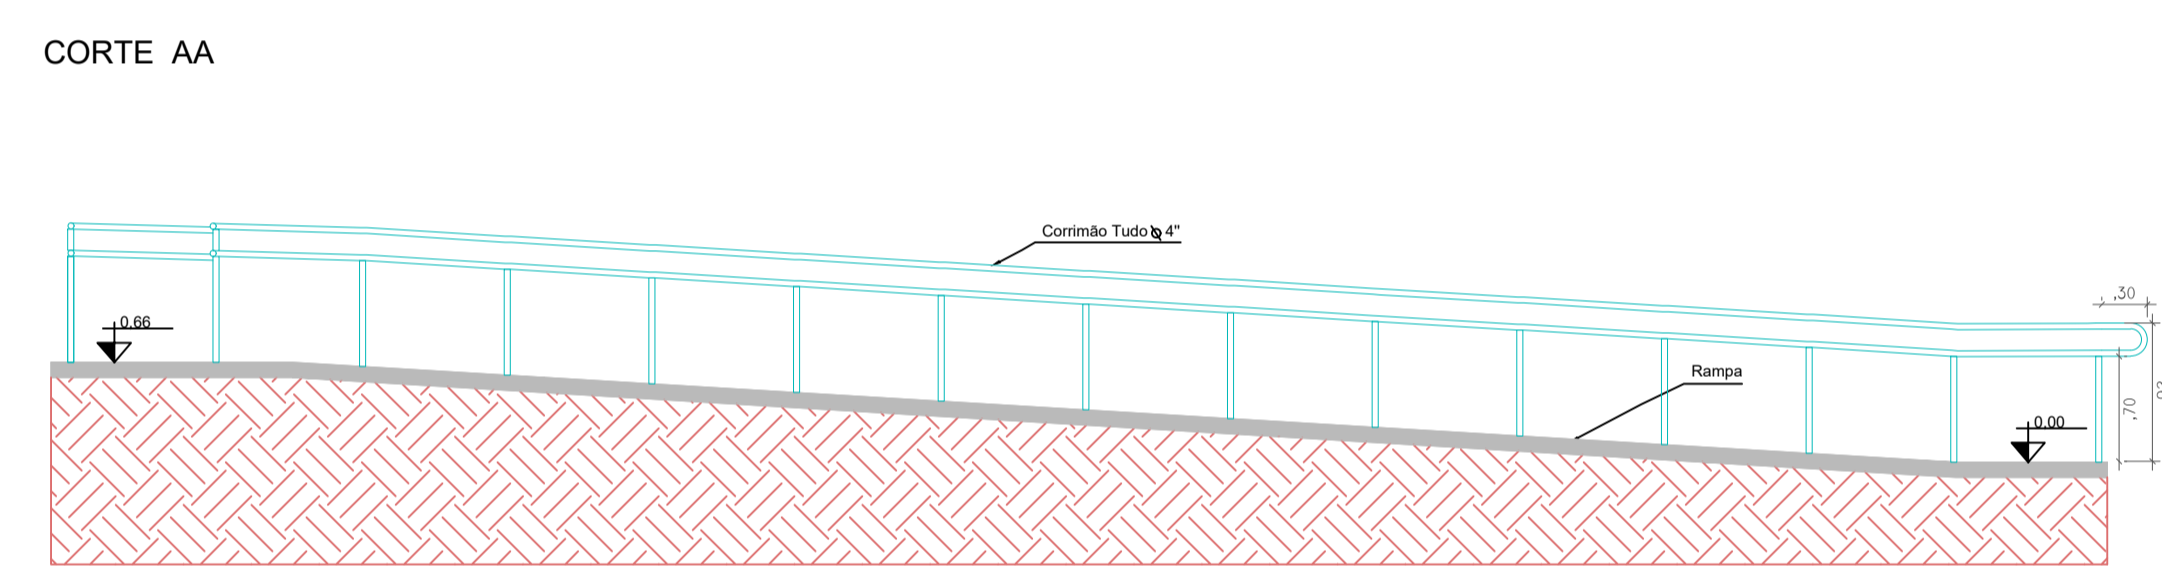 CORTE AA
Corrimão Tudo ϕ 4"
,30
0.66
Rampa
,70
0.00